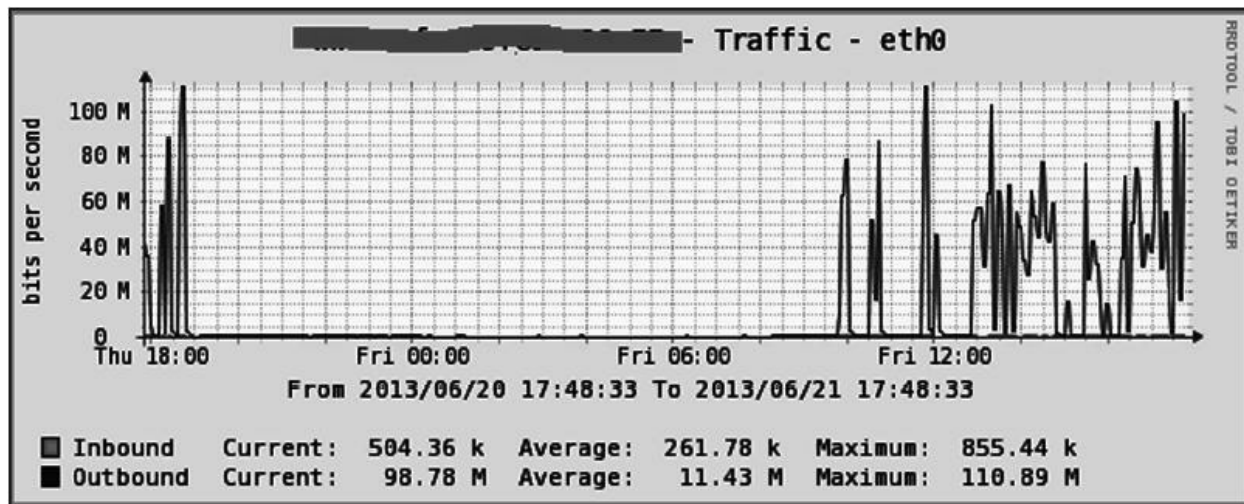 - Traffic - eth0
RRDTOOL / TOBI OETIKER
bits per second
100 M
80 M
60 M
40 M
20 M
0
Thu 18:00 Fri 00:00 Fri 06:00 Fri 12:00
From 2013/06/20 17:48:33 To 2013/06/21 17:48:33
Inbound Current: 504.36 k Average: 261.78 k Maximum: 855.44 k
Outbound Current: 98.78 M Average: 11.43 M Maximum: 110.89 M